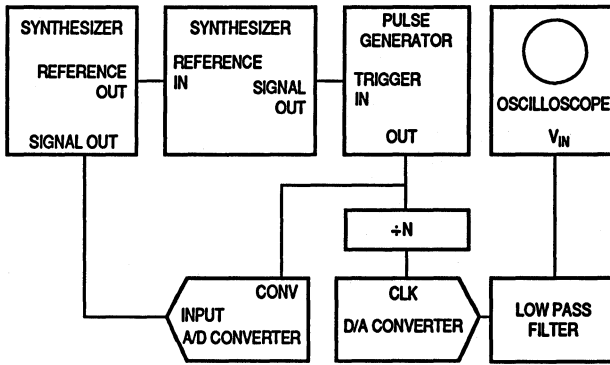 SYNTHESIZER
REFERENCE
OUT
SIGNAL OUT
SYNTHESIZER
REFERENCE
IN
SIGNAL
OUT
PULSE
GENERATOR
TRIGGER
IN
OUT
OSCILLOSCOPE
VIN
÷N
CONV
INPUT
A/D CONVERTER
CLK
D/A CONVERTER
LOW PASS
FILTER